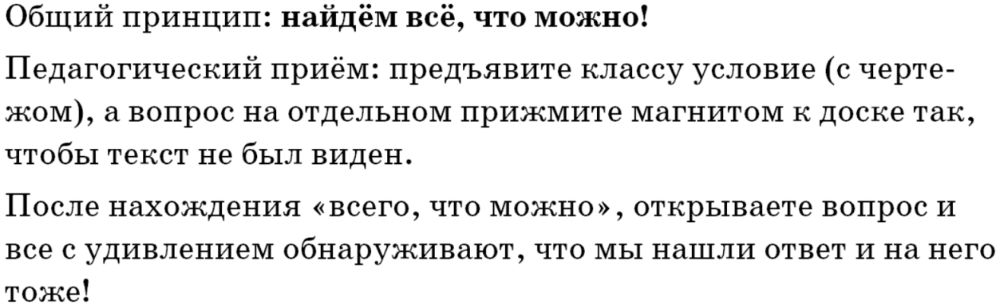 Общий принцип: найдём всё, что можно!
Педагогический приём: предъявите классу условие (с черте-
жом), а вопрос на отдельном прижмите магнитом к доске так,
чтобы текст не был виден.
После нахождения «всего, что можно», открываете вопрос и
все с удивлением обнаруживают, что мы нашли ответ и на него
тоже!